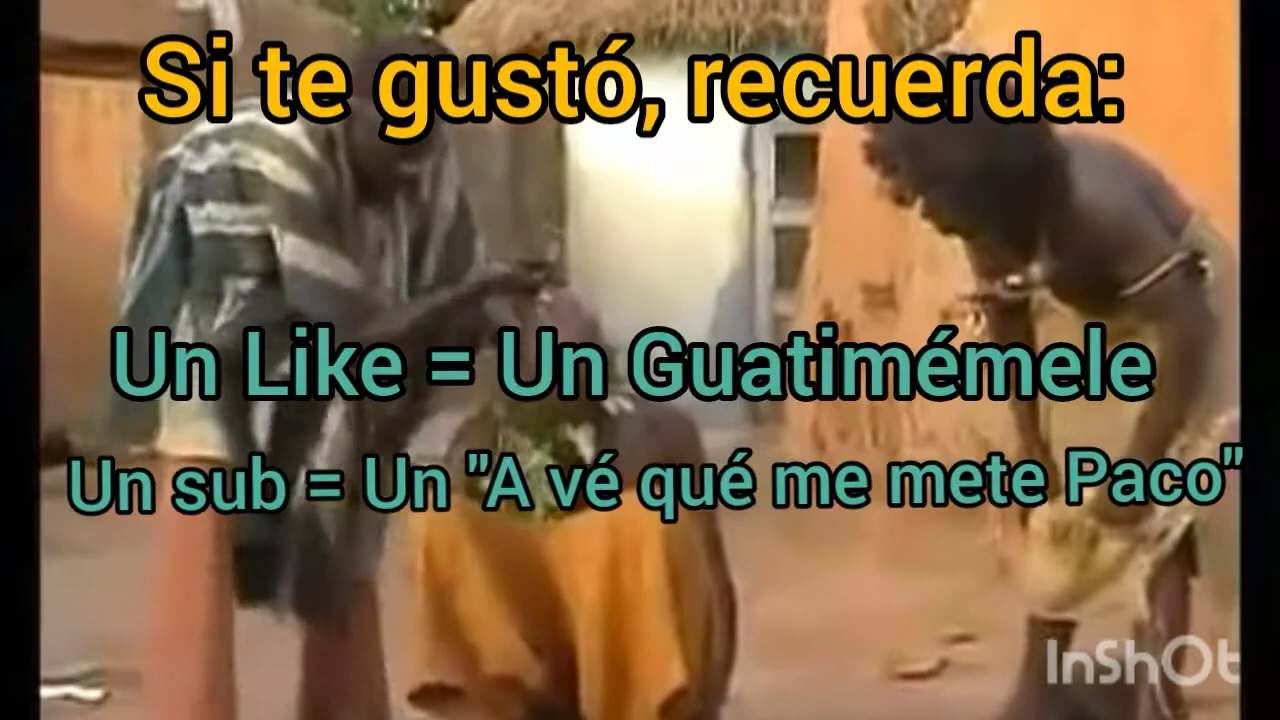 Si te gustó, recuerda:
Un Like = Un Guatimémele
Un sub = Un "A vé qué me mete Paco"
InShOt